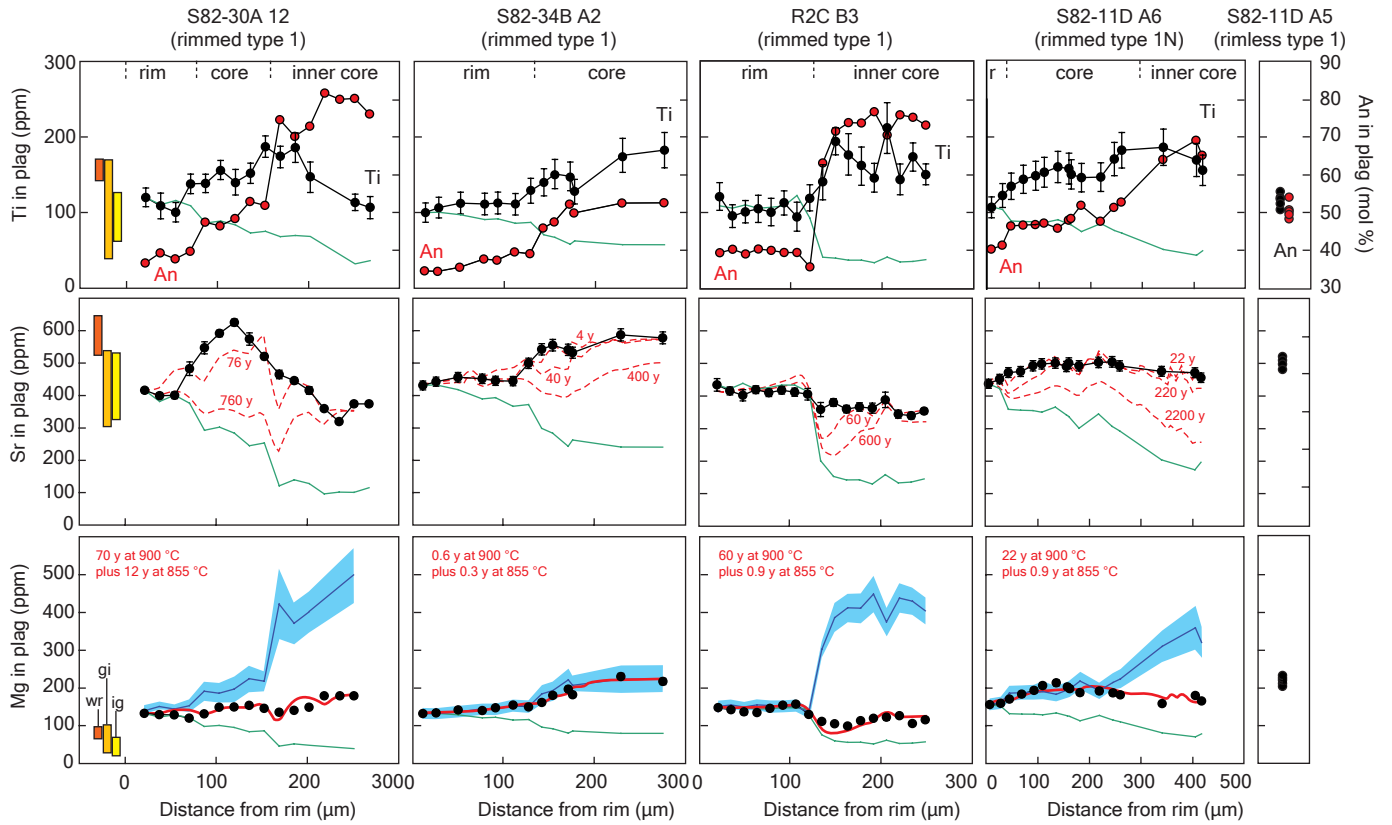 S82-30A 12
(rimmed type 1)
S82-34B A2
(rimmed type 1)
R2C B3
(rimmed type 1)
S82-11D A6
(rimmed type 1N)
S82-11D A5
(rimless type 1)
rim core inner core
rim core
rim inner core
r core inner core
Ti in plag (ppm)
300
200
100
0
Ti
An
Ti
An
Ti
An
Ti
An
An
90
80
70
60
50
40
30
An in plag (mol %)
Sr in plag (ppm)
600
500
400
300
200
100
0
76 y
760 y
4 y
40 y
400 y
60 y
600 y
22 y
220 y
2200 y
Mg in plag (ppm)
500
400
300
200
100
0
70 y at 900 °C
plus 12 y at 855 °C
0.6 y at 900 °C
plus 0.3 y at 855 °C
60 y at 900 °C
plus 0.9 y at 855 °C
22 y at 900 °C
plus 0.9 y at 855 °C
wr
gi
ig
0 100 200 300
0 100 200 300
0 100 200 300
0 100 200 300 400 500
Distance from rim (µm)
Distance from rim (µm)
Distance from rim (µm)
Distance from rim (µm)